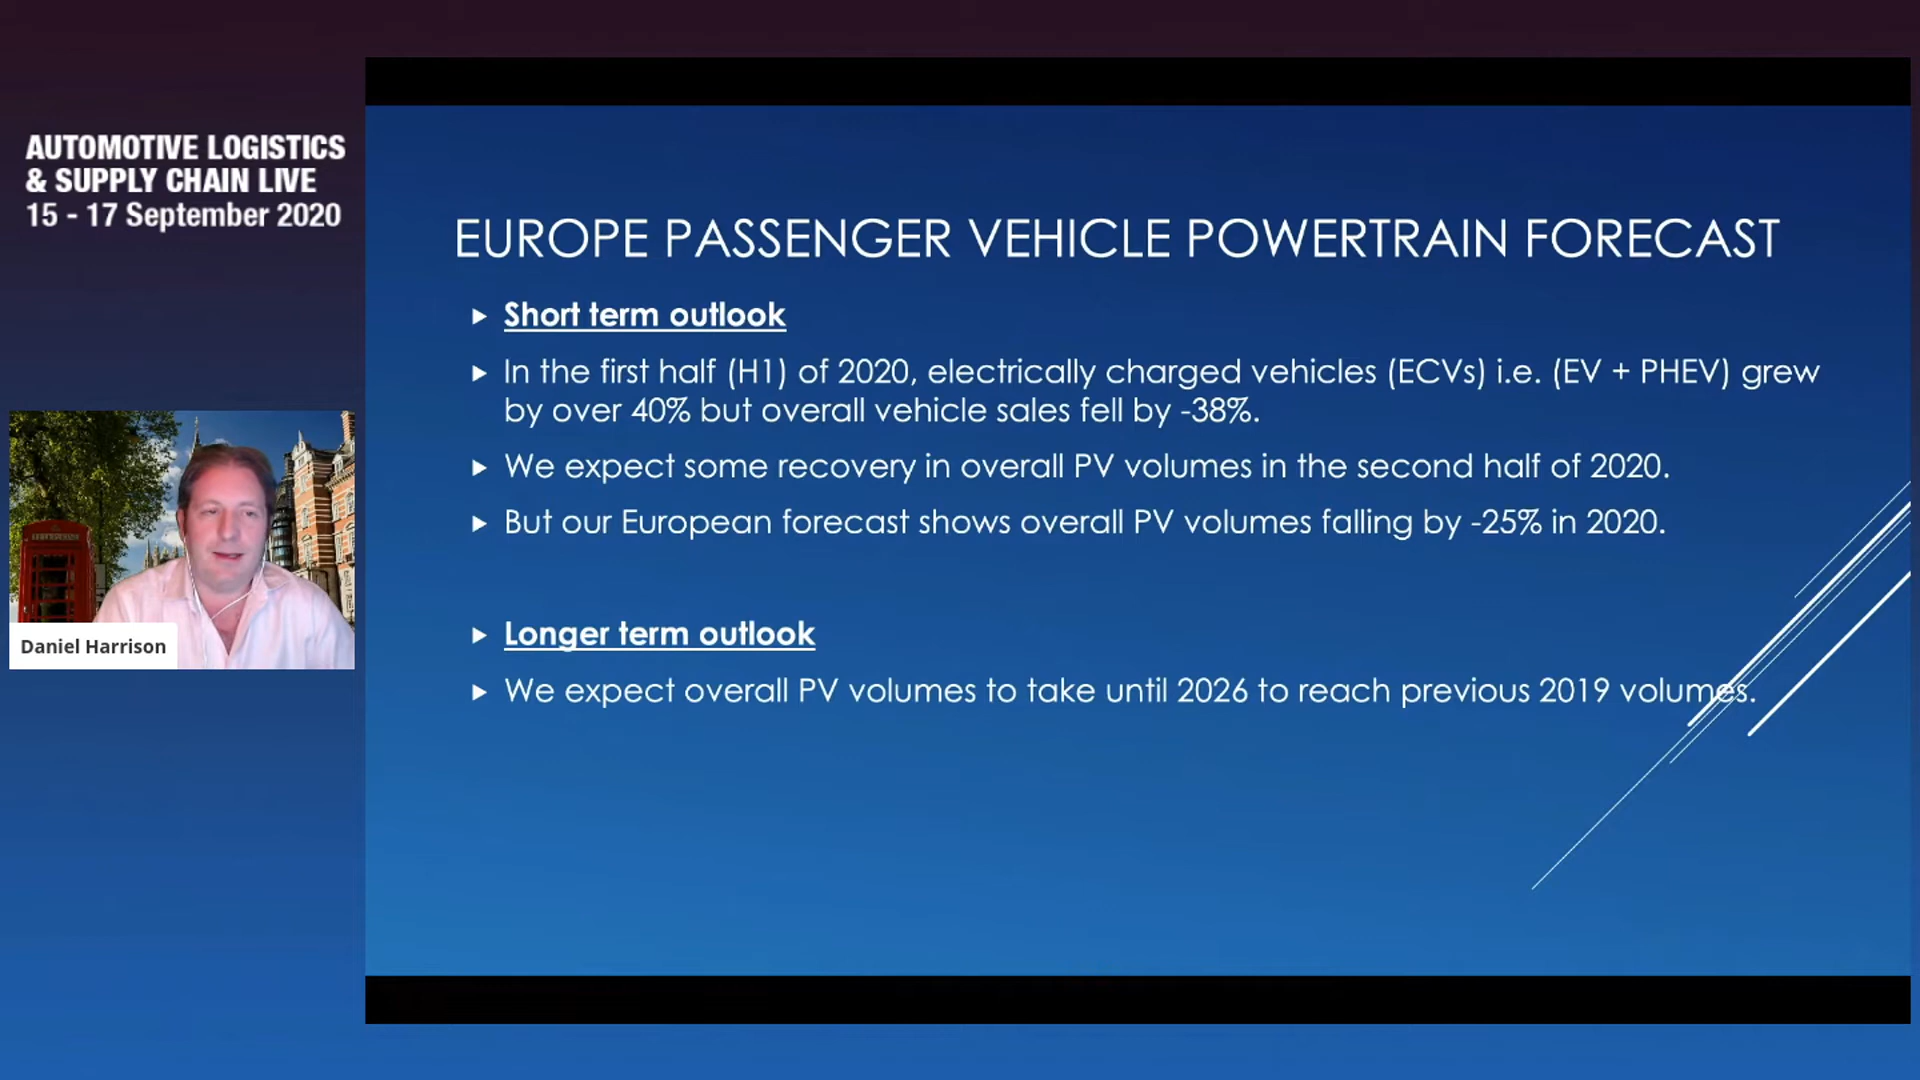 AUTOMOTIVE LOGISTICS
& SUPPLY CHAIN LIVE
15 - 17 September 2020
EUROPE PASSENGER VEHICLE POWERTRAIN FORECAST
Short term outlook
In the first half (H1) of 2020, electrically charged vehicles (ECVs) i.e. (EV + PHEV) grew
by over 40% but overall vehicle sales fell by -38%.
We expect some recovery in overall PV volumes in the second half of 2020.
But our European forecast shows overall PV volumes falling by -25% in 2020.
Longer term outlook
We expect overall PV volumes to take until 2026 to reach previous 2019 volumes.
TELEPHONE
Daniel Harrison